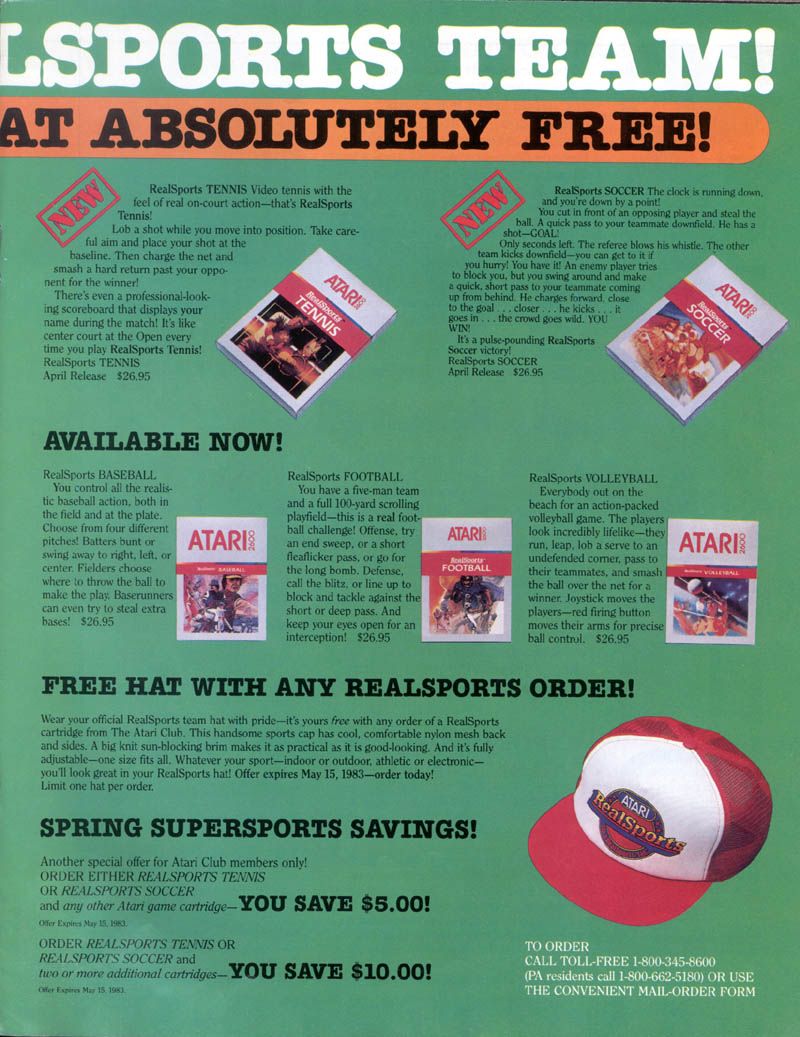 LSPORTS TEAM!
AT ABSOLUTELY FREE!
NEW
RealSports TENNIS Video tennis with the
feel of real on-court action—that's RealSports
Tennis!
Lob a shot while you move into position. Take care-
ful aim and place your shot at the
baseline. Then charge the net and
smash a hard return past your oppo-
nent for the winner!
There's even a professional-look-
ing scoreboard that displays your
name during the match! It's like
center court at the Open every
time you play RealSports Tennis!
RealSports TENNIS
April Release $26.95
ATARI 2600
RealSports
TENNIS
NEW
RealSports SOCCER The clock is running down,
and you're down by a point!
You cut in front of an opposing player and steal the
ball. A quick pass to your teammate downfield. He has a
shot—GOAL!
Only seconds left. The referee blows his whistle. The other
team kicks downfield—you can get to it if
you hurry! You have it! An enemy player tries
to block you, but you swing around and make
a quick, short pass to your teammate coming
up from behind. He charges forward, close
to the goal . . . closer . . . he kicks . . . it
goes in . . . the crowd goes wild. YOU
WIN!
It's a pulse-pounding RealSports
Soccer victory!
RealSports SOCCER
April Release $26.95
ATARI 2600
RealSports
SOCCER
AVAILABLE NOW!
RealSports BASEBALL
You control all the realis-
tic baseball action, both in
the field and at the plate.
Choose from four different
pitches! Batters bunt or
swing away to right, left, or
center. Fielders choose
where to throw the ball to
make the play. Baserunners
can even try to steal extra
bases! $26.95
ATARI 2600
RealSports BASEBALL
RealSports FOOTBALL
You have a five-man team
and a full 100-yard scrolling
playfield—this is a real foot-
ball challenge! Offense, try
an end sweep, or a short
fleaflicker pass, or go for
the long bomb. Defense,
call the blitz, or line up to
block and tackle against the
short or deep pass. And
keep your eyes open for an
interception! $26.95
ATARI 2600
RealSports
FOOTBALL
RealSports VOLLEYBALL
Everybody out on the
beach for an action-packed
volleyball game. The players
look incredibly lifelike—they
run, leap, lob a serve to an
undefended corner, pass to
their teammates, and smash
the ball over the net for a
winner. Joystick moves the
players—red firing button
moves their arms for precise
ball control. $26.95
ATARI 2600
RealSports VOLLEYBALL
FREE HAT WITH ANY REALSPORTS ORDER!
Wear your official RealSports team hat with pride—it's yours free with any order of a RealSports
cartridge from The Atari Club. This handsome sports cap has cool, comfortable nylon mesh back
and sides. A big knit sun-blocking brim makes it as practical as it is good-looking. And it's fully
adjustable—one size fits all. Whatever your sport—indoor or outdoor, athletic or electronic—
you'll look great in your RealSports hat! Offer expires May 15, 1983—order today!
Limit one hat per order.
ATARI
RealSports
SPRING SUPERSPORTS SAVINGS!
Another special offer for Atari Club members only!
ORDER EITHER REALSPORTS TENNIS
OR REALSPORTS SOCCER
and any other Atari game cartridge—YOU SAVE $5.00!
Offer Expires May 15, 1983.
ORDER REALSPORTS TENNIS OR
REALSPORTS SOCCER and
two or more additional cartridges—YOU SAVE $10.00!
Offer Expires May 15, 1983.
TO ORDER
CALL TOLL-FREE 1-800-345-8600
(PA residents call 1-800-662-5180) OR USE
THE CONVENIENT MAIL-ORDER FORM